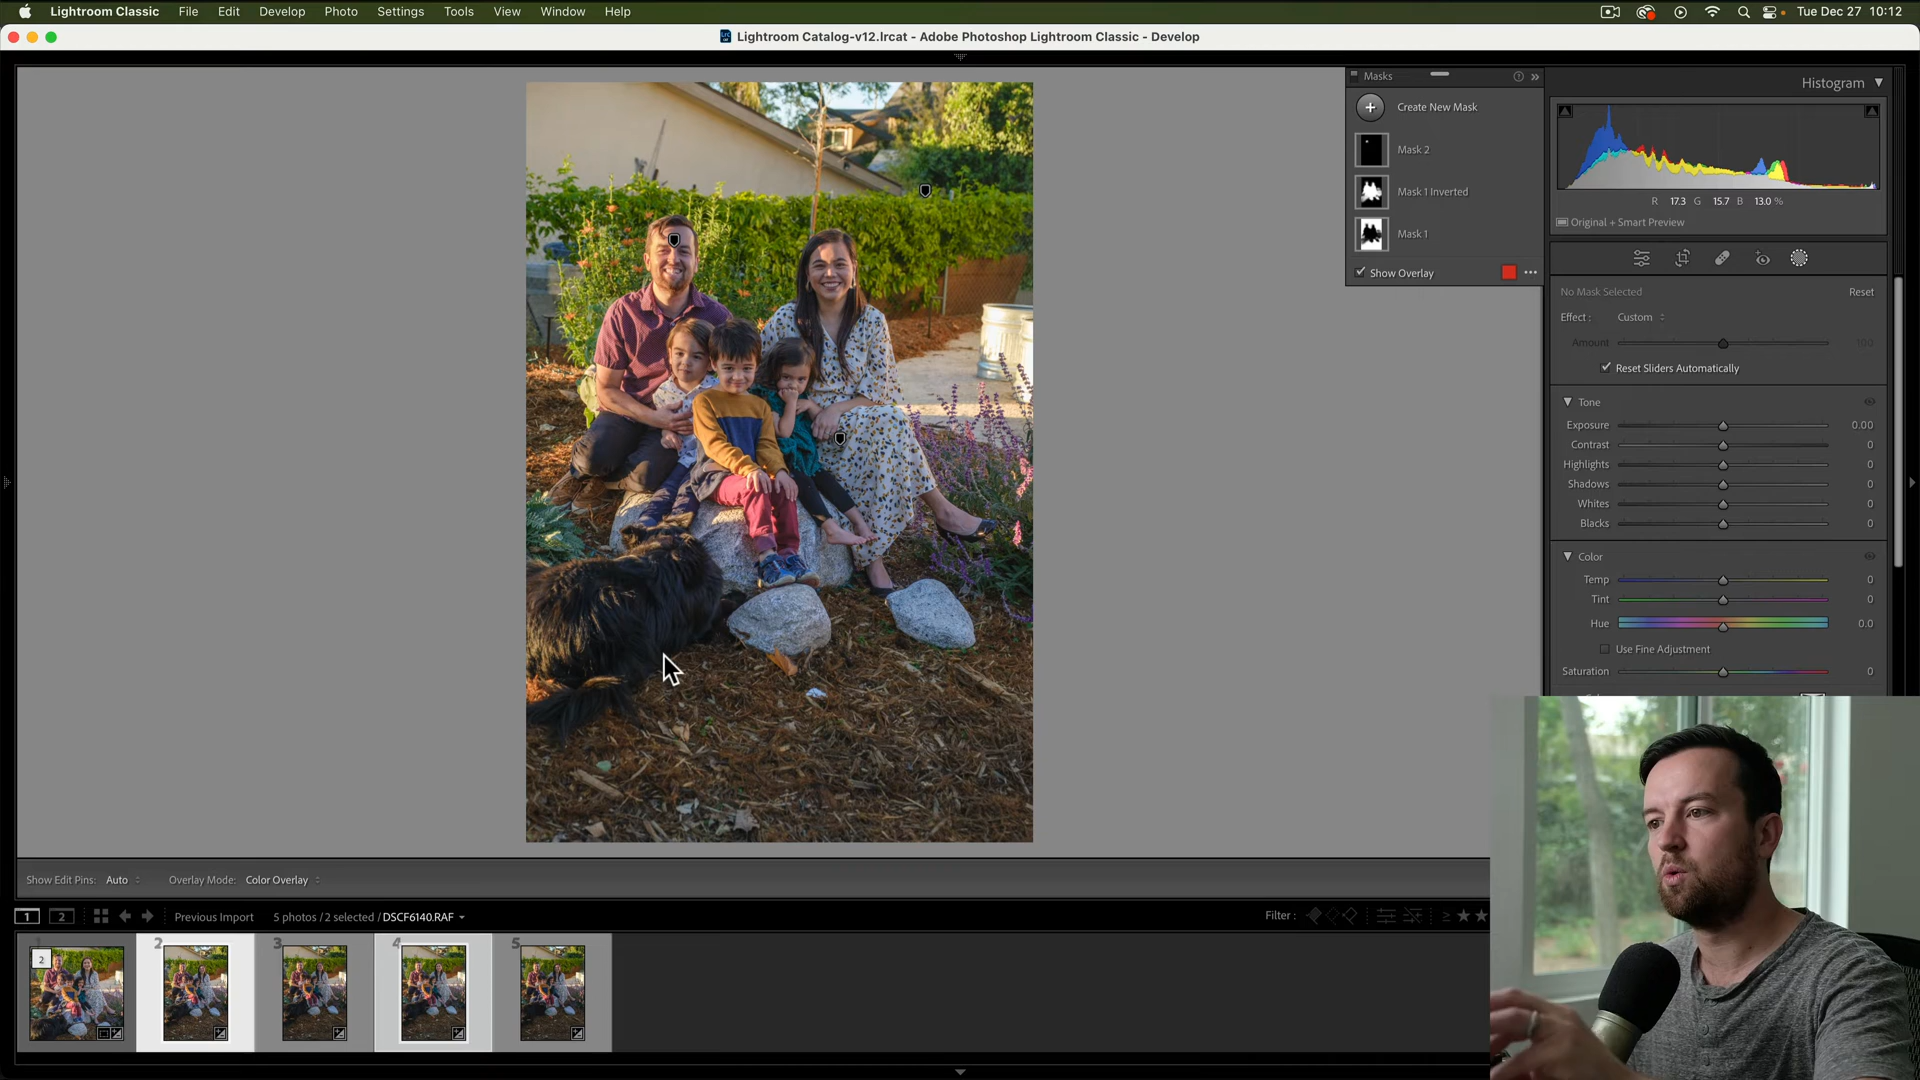 Lightroom Classic File Edit Develop Photo Settings Tools View Window Help Tue Dec 27 10:12
Lightroom Catalog-v12.lrcat - Adobe Photoshop Lightroom Classic - Develop
Masks
Create New Mask
Mask 2
Mask 1 Inverted
Mask 1
Show Overlay
Histogram
R 17.3 G 15.7 B 13.0 %
Original + Smart Preview
No Mask Selected Reset
Effect : Custom
Amount 100
Reset Sliders Automatically
Tone
Exposure 0.00
Contrast 0
Highlights 0
Shadows 0
Whites 0
Blacks 0
Color
Temp 0
Tint 0
Hue 0.0
Use Fine Adjustment
Saturation 0
Show Edit Pins: Auto Overlay Mode: Color Overlay
1 2 Previous Import 5 photos / 2 selected / DSCF6140.RAF Filter : ≥ ★ ★
1 2 3 4 5
2